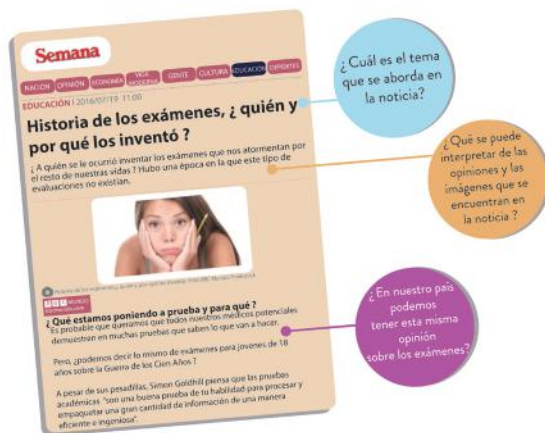 Semana
NACION OPINIÓN ECONOMÍA VIDA MODERNA GENTE CULTURA EDUCACIÓN DEPORTES
EDUCACIÓN | 2016/07/19 11:00
Historia de los exámenes, ¿ quién y
por qué los inventó ?
¿ A quién se le ocurrió inventar los exámenes que nos atormentan por
el resto de nuestras vidas ? Hubo una época en la que este tipo de
evaluaciones no existían.
MUNDO
¿ Qué estamos poniendo a prueba y para qué ?
Es probable que queramos que todos nuestros médicos potenciales
demuestren en muchas pruebas que saben lo que van a hacer.
Pero, ¿podemos decir lo mismo de exámenes para jovenes de 18
años sobre la Guerra de los Cien Años ?
A pesar de sus pesadillas, Simon Goldhill piensa que las pruebas
académicas "son una buena prueba de tu habilidad para procesar y
empaquetar una gran cantidad de información de una manera
eficiente e ingeniosa".
¿ Cuál es el tema
que se aborda en
la noticia?
¿ Qué se puede
interpretar de las
opiniones y las
imágenes que se
encuentran en
la noticia ?
¿ En nuestro país
podemos
tener esta misma
opinión
sobre los exámenes?